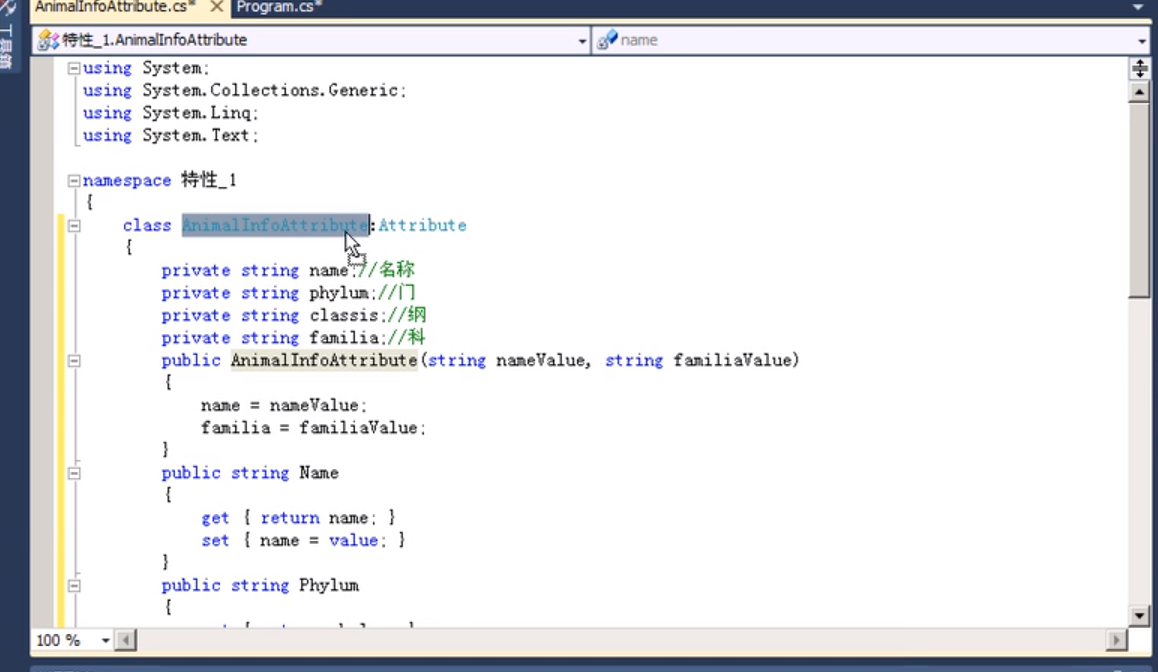 AnimalInfoAttribute.cs* Program.cs*
工具箱
特性_1.AnimalInfoAttribute name
using System;
using System.Collections.Generic;
using System.Linq;
using System.Text;
namespace 特性_1
{
class AnimalInfoAttribute:Attribute
{
private string name;//名称
private string phylum;//门
private string classis;//纲
private string familia;//科
public AnimalInfoAttribute(string nameValue, string familiaValue)
{
name = nameValue;
familia = familiaValue;
}
public string Name
{
get { return name; }
set { name = value; }
}
public string Phylum
{
100 %